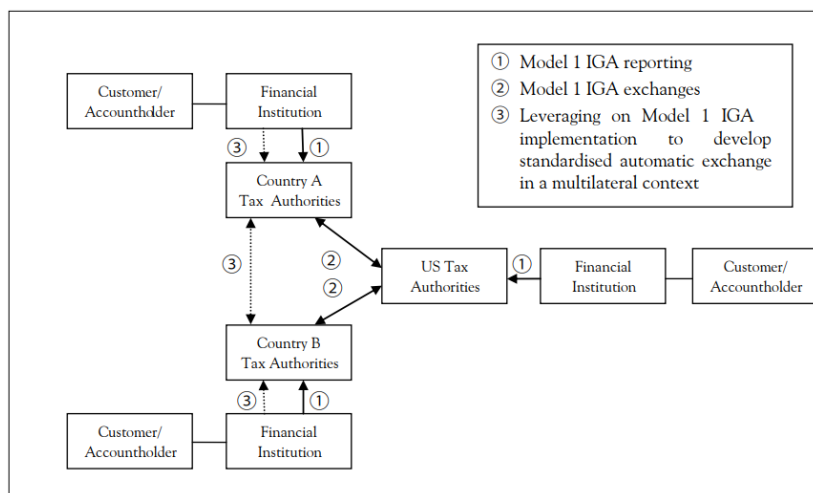 ① Model 1 IGA reporting
② Model 1 IGA exchanges
③ Leveraging on Model 1 IGA
implementation to develop
standardised automatic exchange
in a multilateral context
Customer/
Accountholder
Financial
Institution
③
①
Country A
Tax Authorities
③
②
②
US Tax
Authorities
①
Financial
Institution
Customer/
Accountholder
Country B
Tax Authorities
③
①
Customer/
Accountholder
Financial
Institution